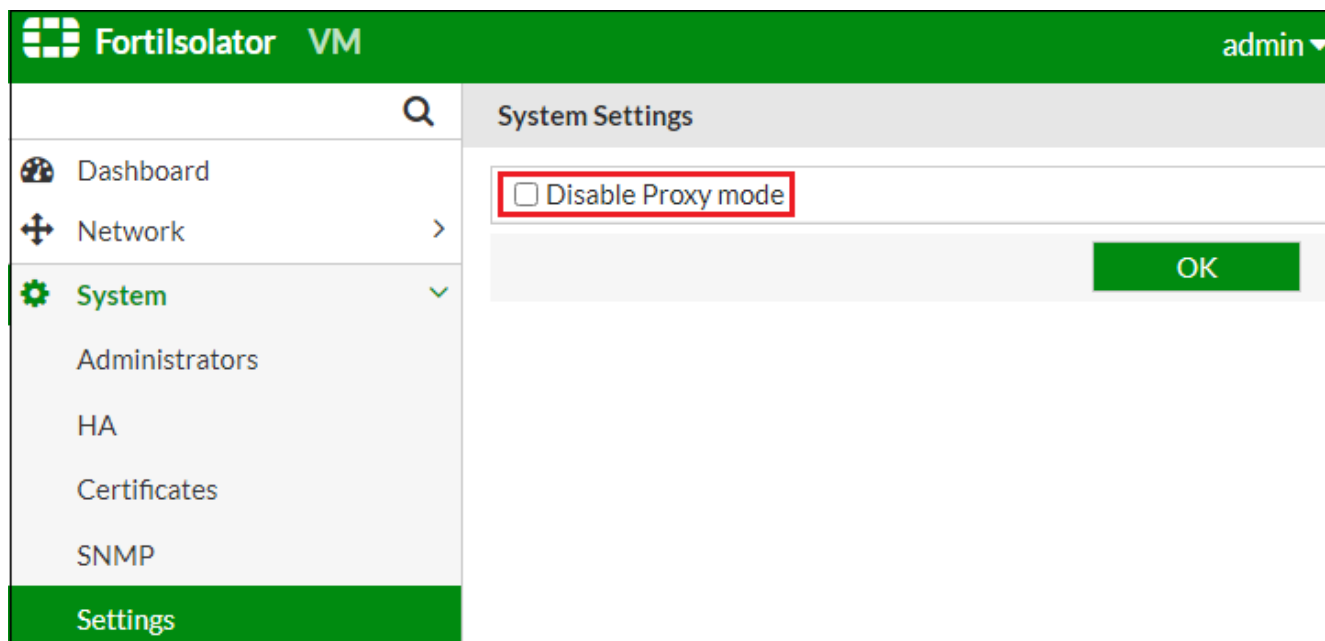 FortiIsolator VM
admin
System Settings
Dashboard
Disable Proxy mode
Network
OK
System
Administrators
HA
Certificates
SNMP
Settings